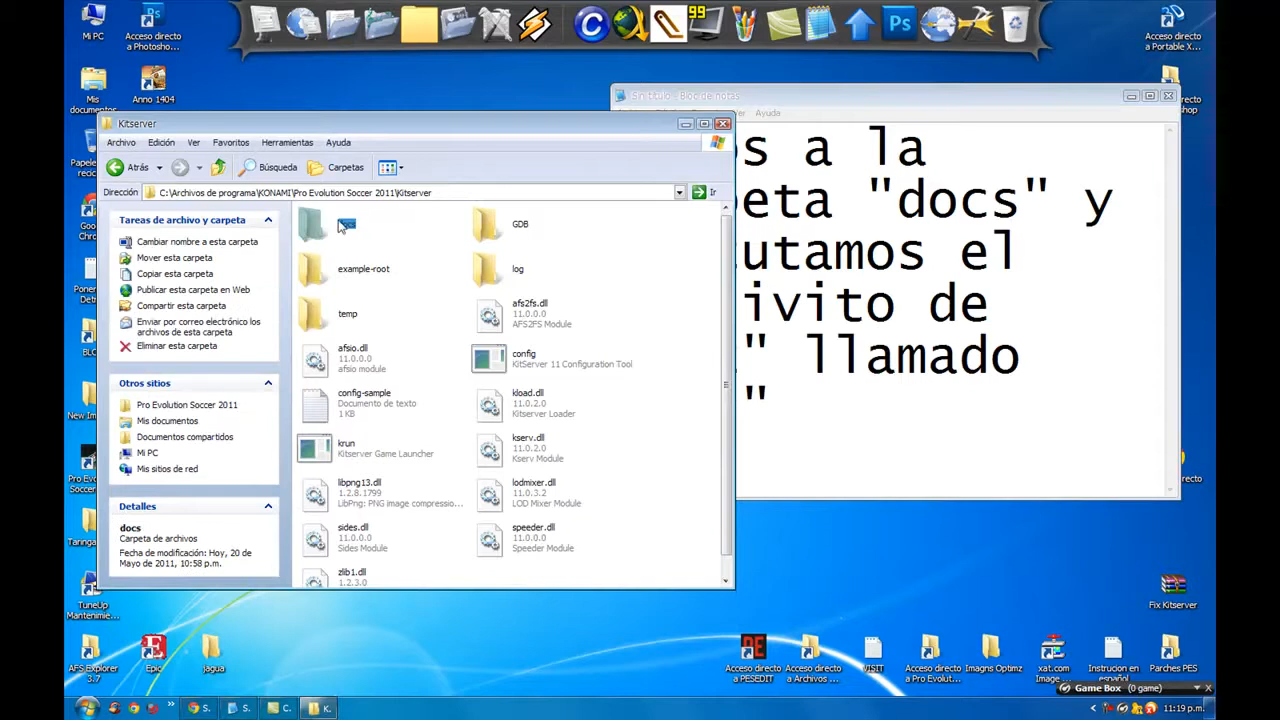 Mi PC
Acceso directo
a Photosho...
99
Acceso directo
a Portable X...
Mis
documentos
Anno 1404
Sin título - Bloc de notas
Ayuda
s a la
peta "docs" y
utamos el
ivito de
" llamado
"
Kitserver
Archivo Edición Ver Favoritos Herramientas Ayuda
Atrás Búsqueda Carpetas
Dirección C:\Archivos de programa\KONAMI\Pro Evolution Soccer 2011\Kitserver Ir
Tareas de archivo y carpeta
Cambiar nombre a esta carpeta
Mover esta carpeta
Copiar esta carpeta
Publicar esta carpeta en Web
Compartir esta carpeta
Enviar por correo electrónico los
archivos de esta carpeta
Eliminar esta carpeta
Otros sitios
Pro Evolution Soccer 2011
Mis documentos
Documentos compartidos
Mi PC
Mis sitios de red
Detalles
docs
Carpeta de archivos
Fecha de modificación: Hoy, 20 de
Mayo de 2011, 10:58 p.m.
GDB
example-root
log
temp
afs2fs.dll
11.0.0.0
AFS2FS Module
afsio.dll
11.0.0.0
afsio module
config
KitServer 11 Configuration Tool
config-sample
Documento de texto
1 KB
kload.dll
11.0.2.0
Kitserver Loader
krun
Kitserver Game Launcher
kserv.dll
11.0.2.0
Kserv Module
libpng13.dll
1.2.8.1799
LibPng: PNG image compressio...
lodmixer.dll
11.0.3.2
LOD Mixer Module
sides.dll
11.0.0.0
Sides Module
speeder.dll
11.0.0.0
Speeder Module
zlib1.dll
1.2.3.0
TuneUp
Mantenimie...
Fix Kitserver
AFS Explorer
3.7
Epic
jagua
Acceso directo
a PESEDIT
Acceso directo
a Archivos ...
VISIT
Acceso directo
a Pro Evolut...
Imagns Optimz
xat.com
Image ...
Instrucion en
español
Parches PES
Game Box (0 game)
S. S. C. K.
11:19 p.m.